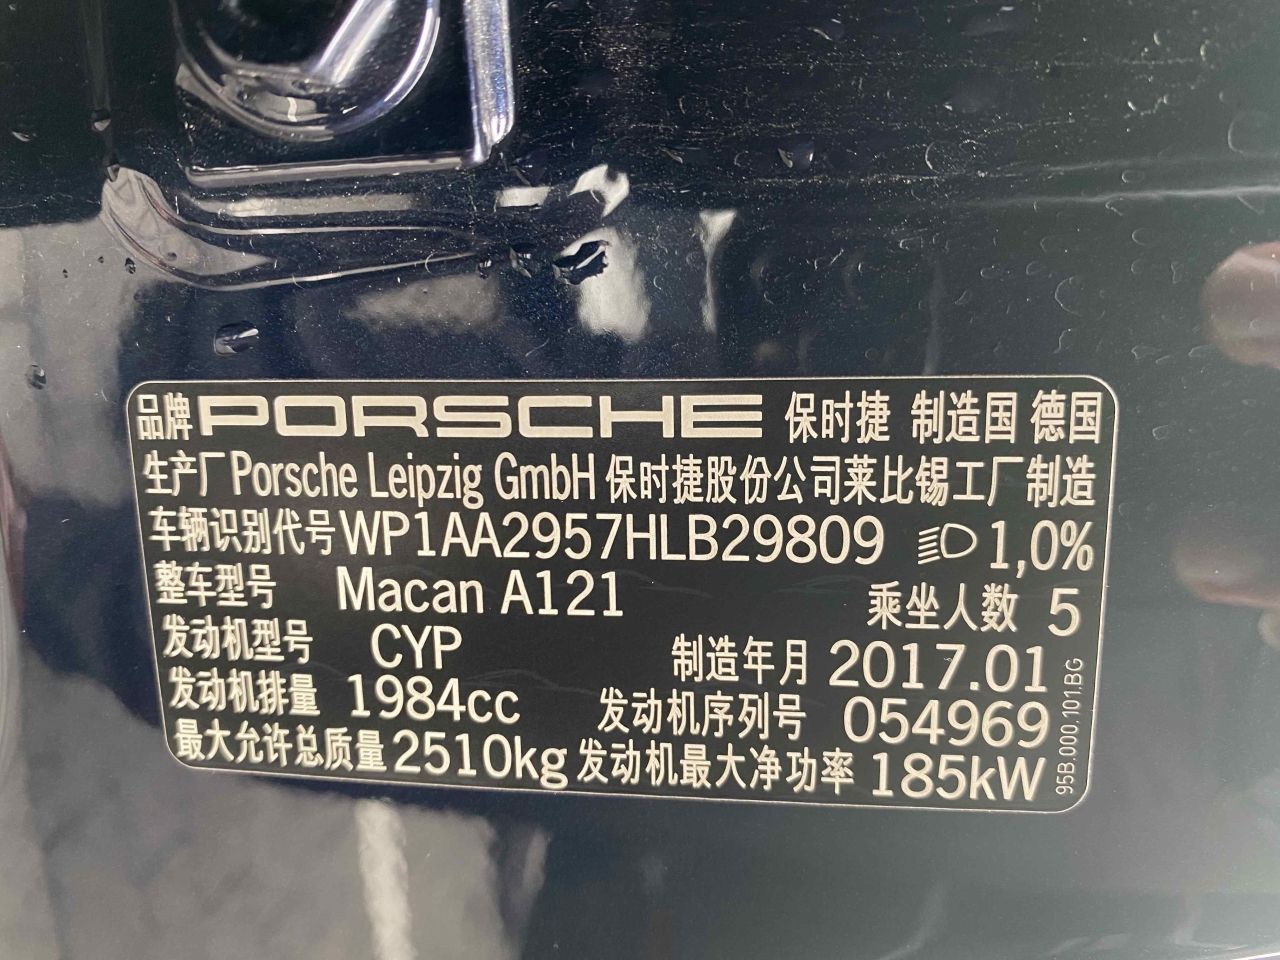 品牌 PORSCHE 保时捷 制造国 德国
生产厂 Porsche Leipzig GmbH 保时捷股份公司莱比锡工厂制造
车辆识别代号 WP1AA2957HLB29809 1,0%
整车型号 Macan A121 乘坐人数 5
发动机型号 CYP 制造年月 2017.01
发动机排量 1984cc 发动机序列号 054969
最大允许总质量 2510kg 发动机最大净功率 185kW
95B.000.101.BG